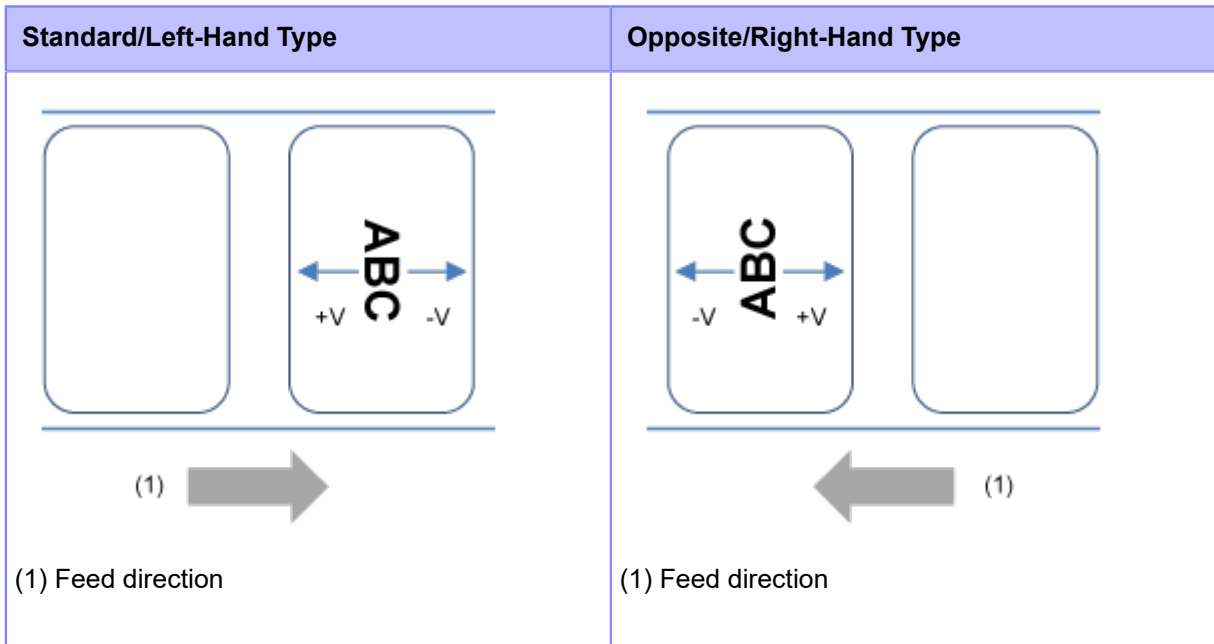 Standard/Left-Hand Type
Opposite/Right-Hand Type
ABC
+V
-V
(1)
(1) Feed direction
ABC
-V
+V
(1)
(1) Feed direction